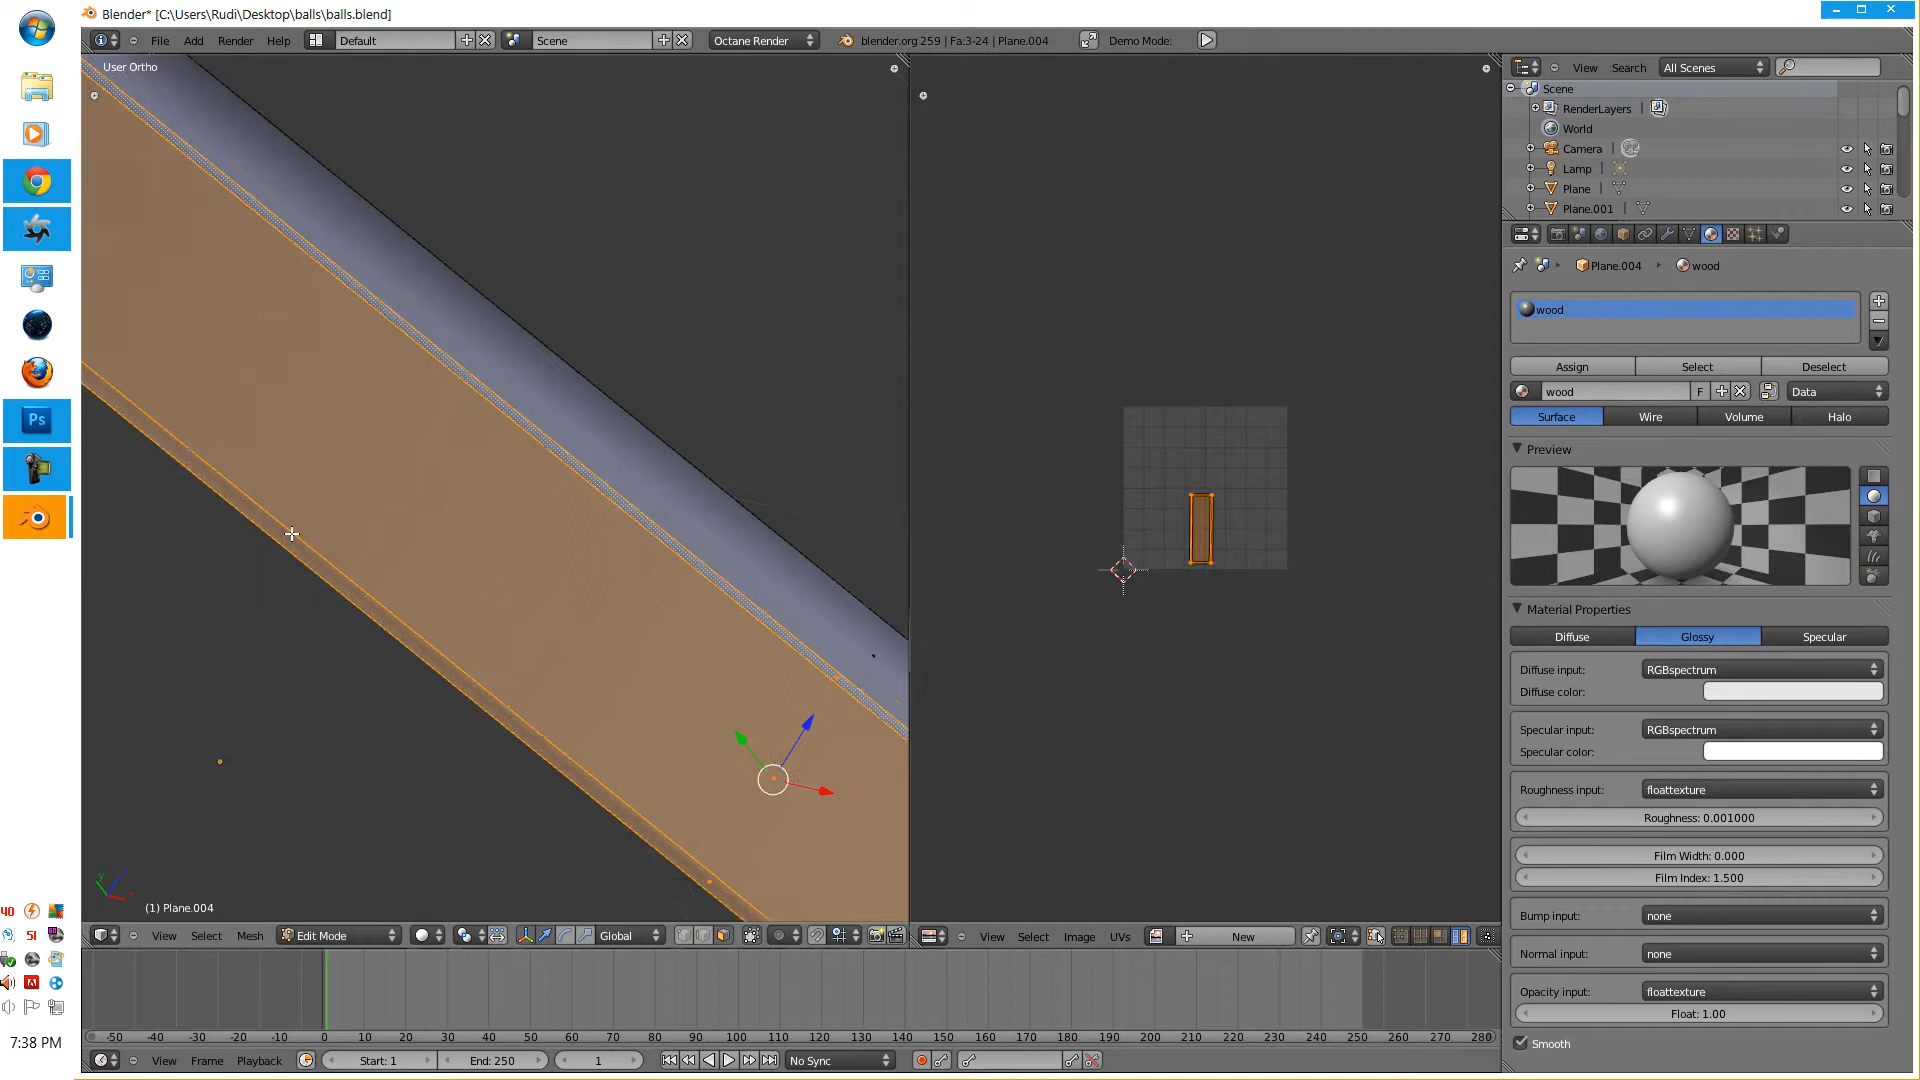 Blender* [C:\Users\Rudi\Desktop\balls\balls.blend]
File Add Render Help Default Scene Octane Render blender.org 259 | Fa:3-24 | Plane.004 Demo Mode:
User Ortho
View Search All Scenes
Scene
RenderLayers
World
Camera
Lamp
Plane
Plane.001
Plane.004 wood
wood
Assign Select Deselect
wood F Data
Surface Wire Volume Halo
Preview
Material Properties
Diffuse Glossy Specular
Diffuse input: RGBspectrum
Diffuse color:
Specular input: RGBspectrum
Specular color:
Roughness input: floattexture
Roughness: 0.001000
Film Width: 0.000
Film Index: 1.500
Bump input: none
Normal input: none
Opacity input: floattexture
Float: 1.00
Smooth
Ps
y
(1) Plane.004
View Select Mesh Edit Mode Global
View Select Image UVs New
-50 -40 -30 -20 -10 0 10 20 30 40 50 60 70 80 90 100 110 120 130 140 150 160 170 180 190 200 210 220 230 240 250 260 270 280
View Frame Playback Start: 1 End: 250 1 No Sync
40
51
7:38 PM